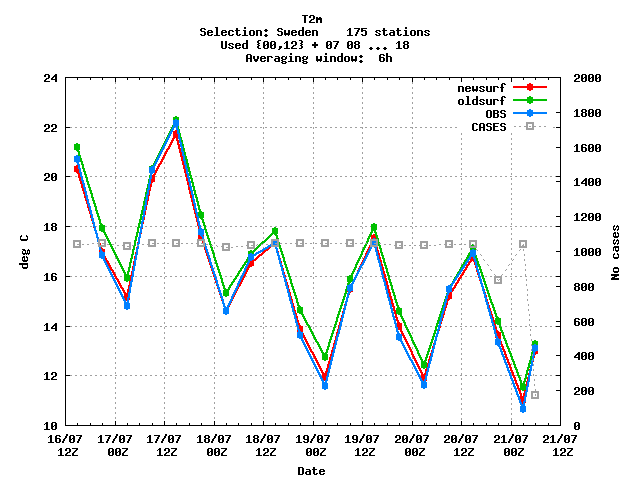 T2m
Selection: Sweden 175 stations
Used {00,12} + 07 08 ... 18
Averaging window: 6h
newsurf
oldsurf
OBS
CASES
deg C
24
22
20
18
16
14
12
10
No cases
2000
1800
1600
1400
1200
1000
800
600
400
200
0
16/07 17/07 17/07 18/07 18/07 19/07 19/07 20/07 20/07 21/07 21/07
12Z 00Z 12Z 00Z 12Z 00Z 12Z 00Z 12Z 00Z 12Z
Date